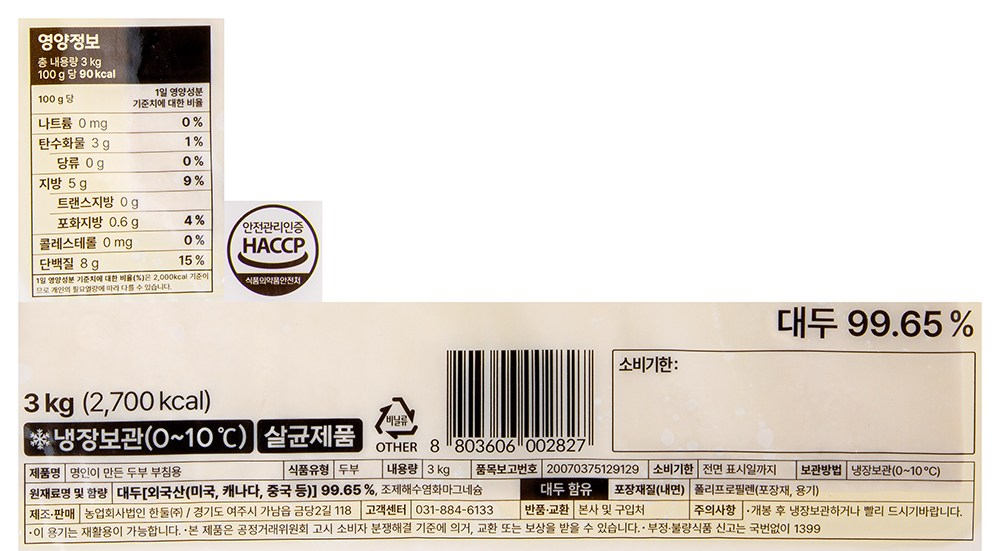 영양정보
총 내용량 3 kg
100 g 당 90 kcal
100 g 당 1일 영양성분 기준치에 대한 비율
나트륨 0 mg 0 %
탄수화물 3 g 1 %
당류 0 g 0 %
지방 5 g 9 %
트랜스지방 0 g
포화지방 0.6 g 4 %
콜레스테롤 0 mg 0 %
단백질 8 g 15 %
1일 영양성분 기준치에 대한 비율(%)은 2,000kcal 기준이
므로 개인의 필요열량에 따라 다를 수 있습니다.
안전관리인증
HACCP
식품의약품안전처
대두 99.65 %
소비기한:
3 kg (2,700 kcal)
냉장보관(0~10 ℃) 살균제품
비닐류
OTHER
8 803606 002827
제품명 명인이 만든 두부 부침용 식품유형 두부 내용량 3 kg 품목보고번호 20070375129129 소비기한 전면 표시일까지 보관방법 냉장보관(0~10 ℃)
원재료명 및 함량 대두[외국산(미국, 캐나다, 중국 등)] 99.65 %, 조제해수염화마그네슘 대두 함유 포장재질(내면) 폴리프로필렌(포장재, 용기)
제조·판매 농업회사법인 한둘(주) / 경기도 여주시 가남읍 금당2길 118 고객센터 031-884-6133 반품·교환 본사 및 구입처 주의사항 ·개봉 후 냉장보관하거나 빨리 드시기바랍니다.
·이 용기는 재활용이 가능합니다. ·본 제품은 공정거래위원회 고시 소비자 분쟁해결 기준에 의거, 교환 또는 보상을 받을 수 있습니다. ·부정·불량식품 신고는 국번없이 1399